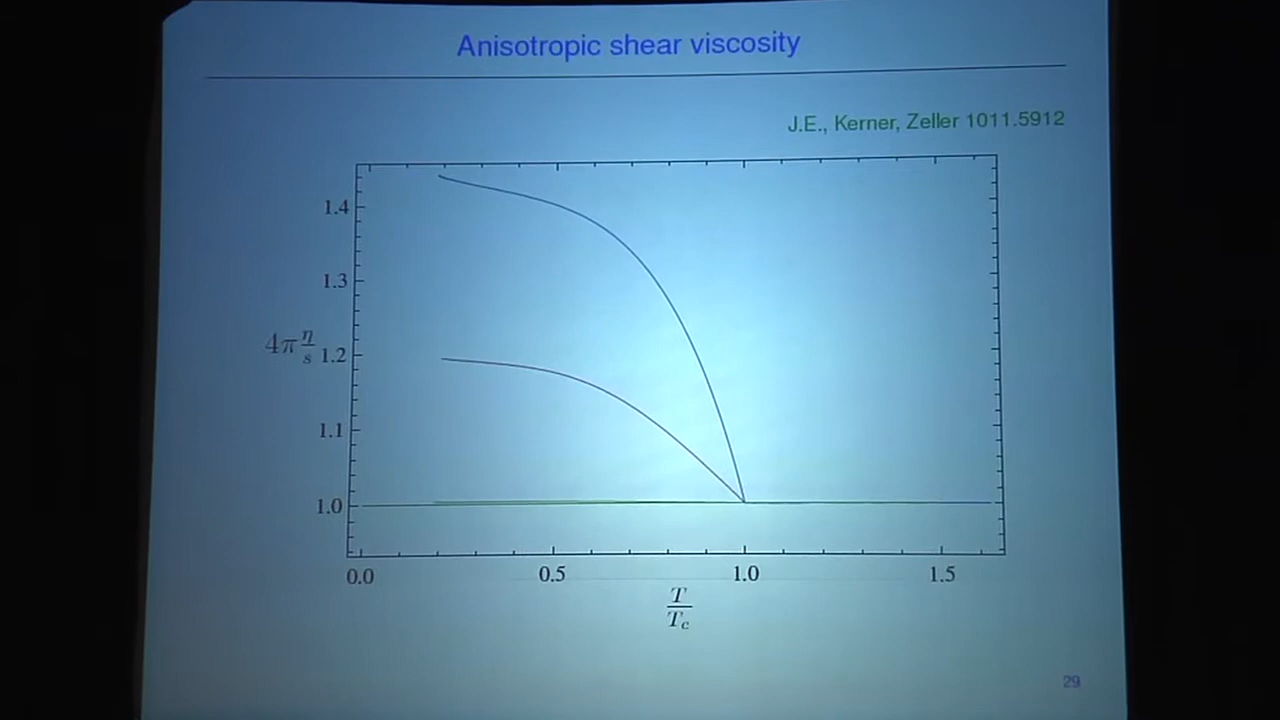 Anisotropic shear viscosity
J.E., Kerner, Zeller 1011.5912
1.4
1.3
4π η/s
1.2
1.1
1.0
0.0 0.5 1.0 1.5
T/T_c
29